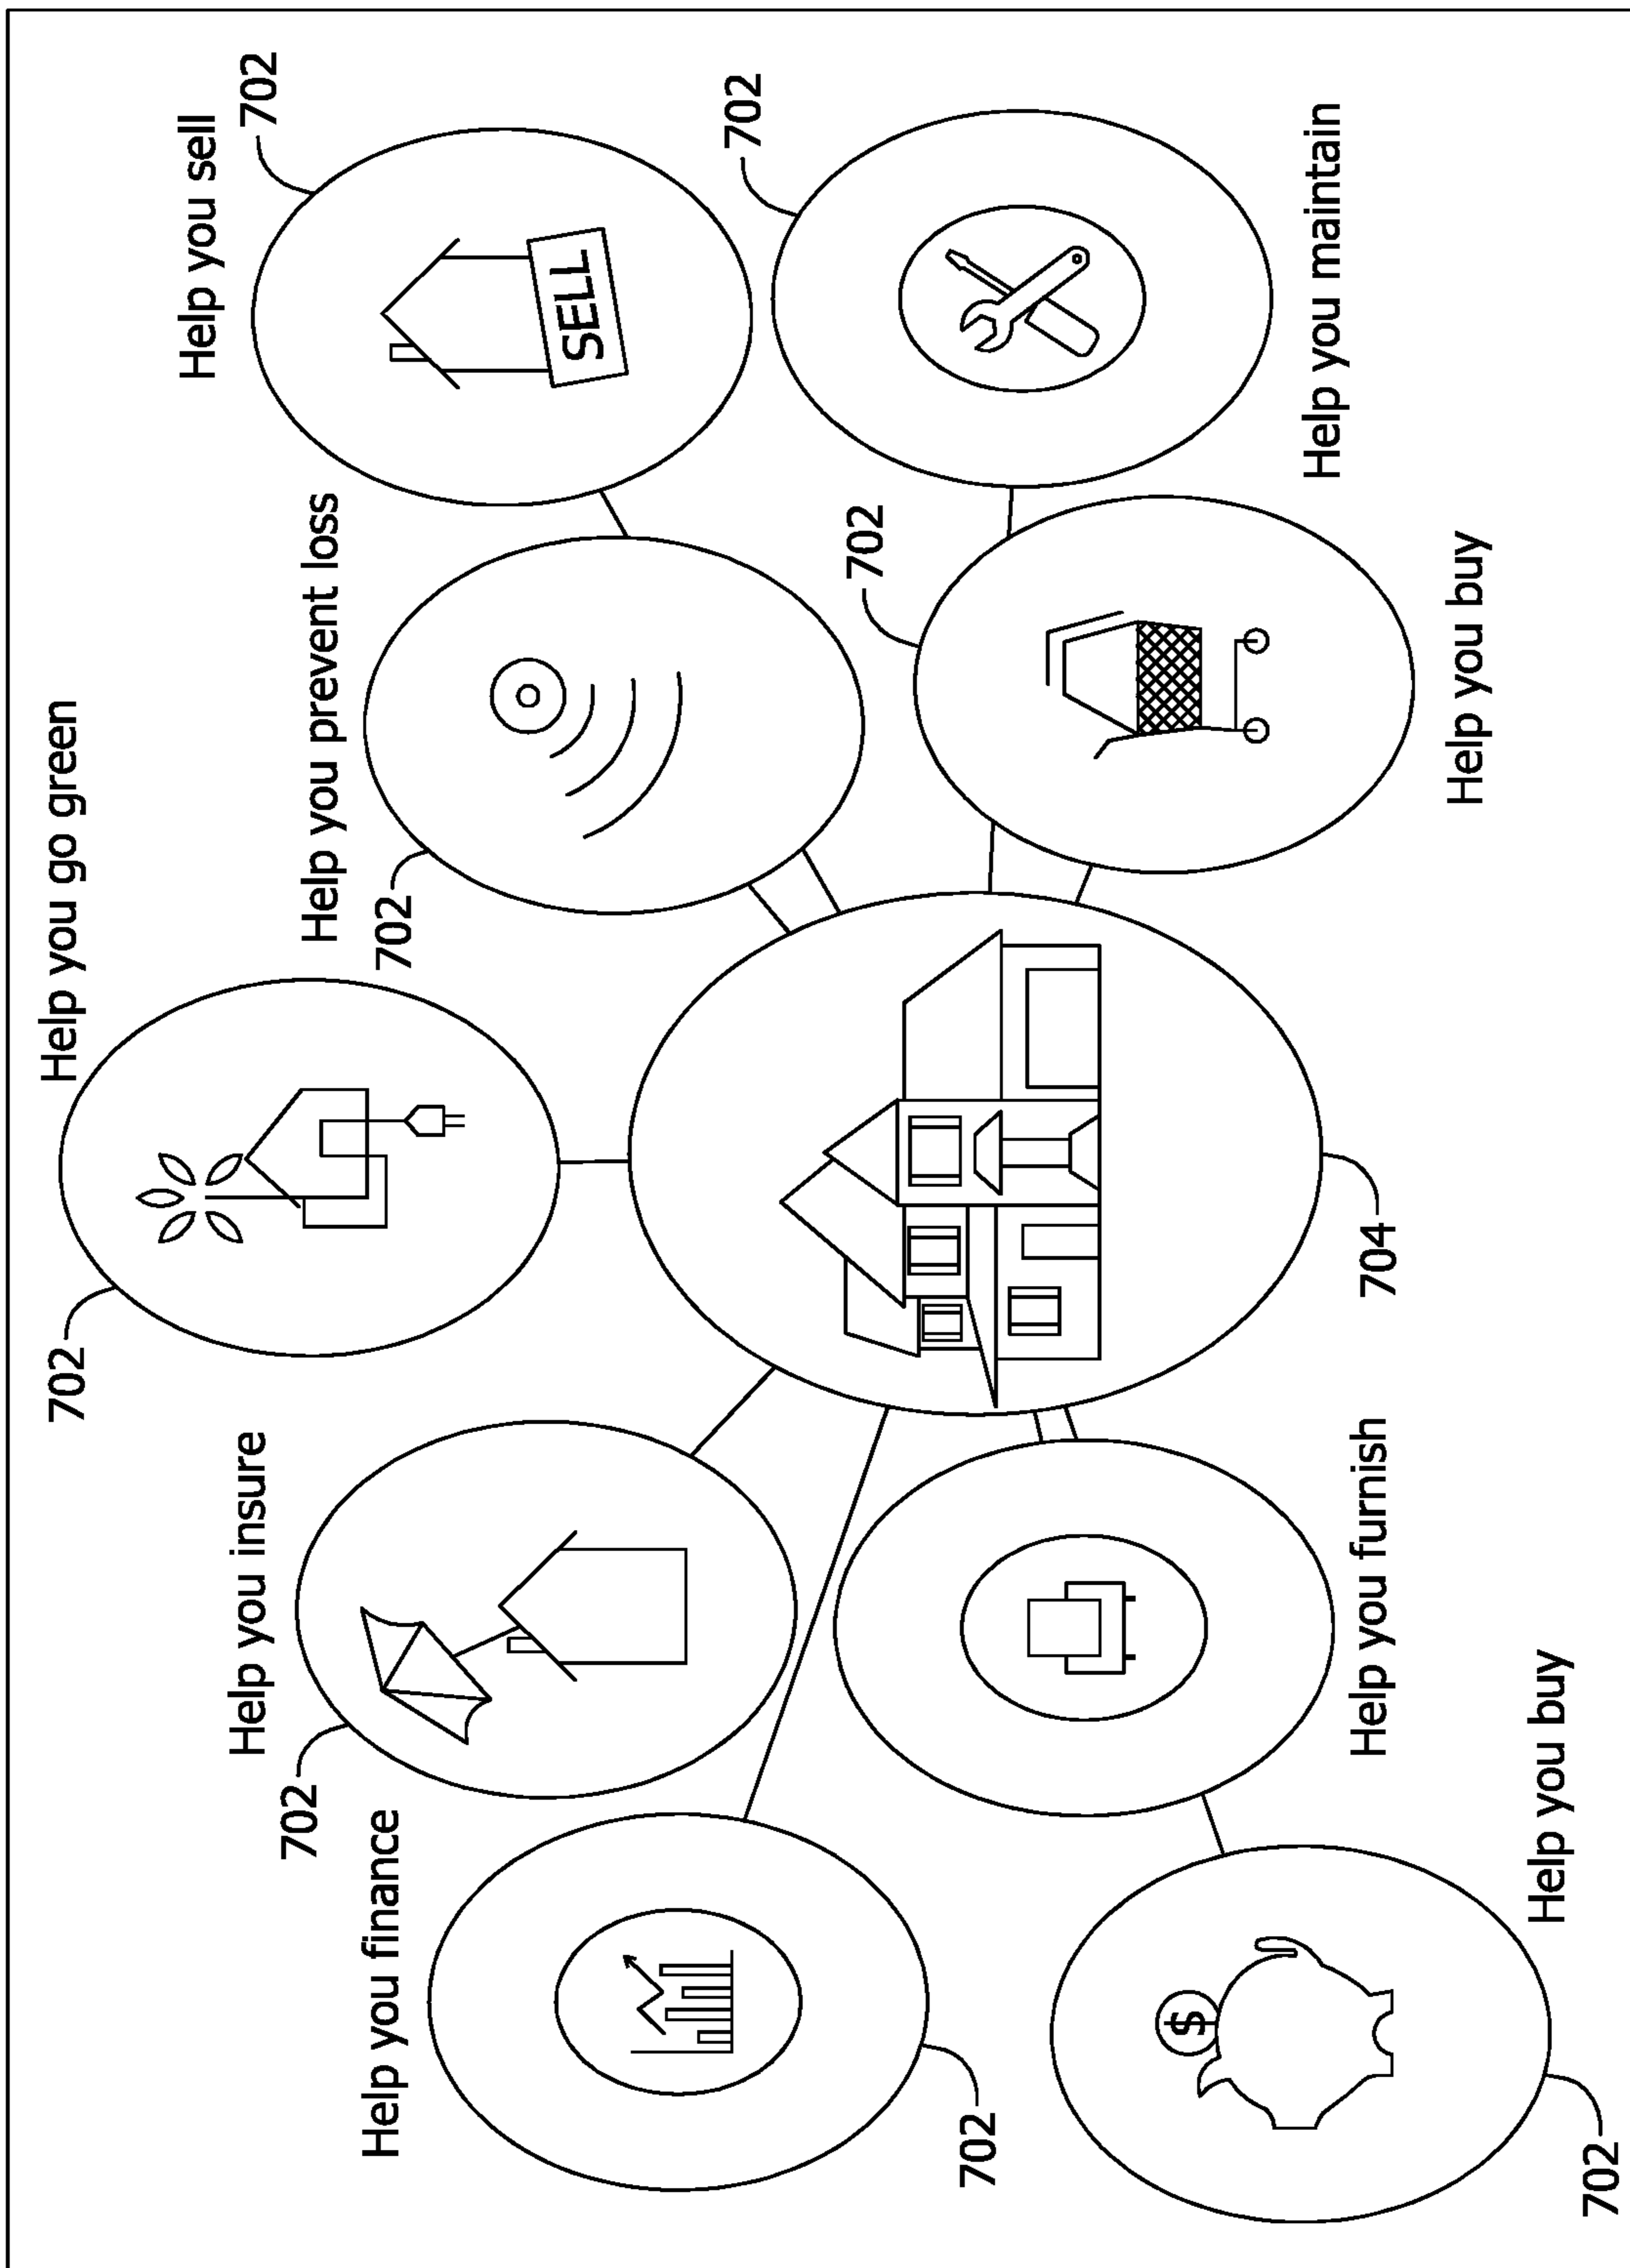 Help you go green
702
Help you sell
Help you insure
702
702
Help you prevent loss
Help you finance
702
SELL
702
702
702
Help you maintain
Help you furnish
704
Help you buy
Help you buy
702